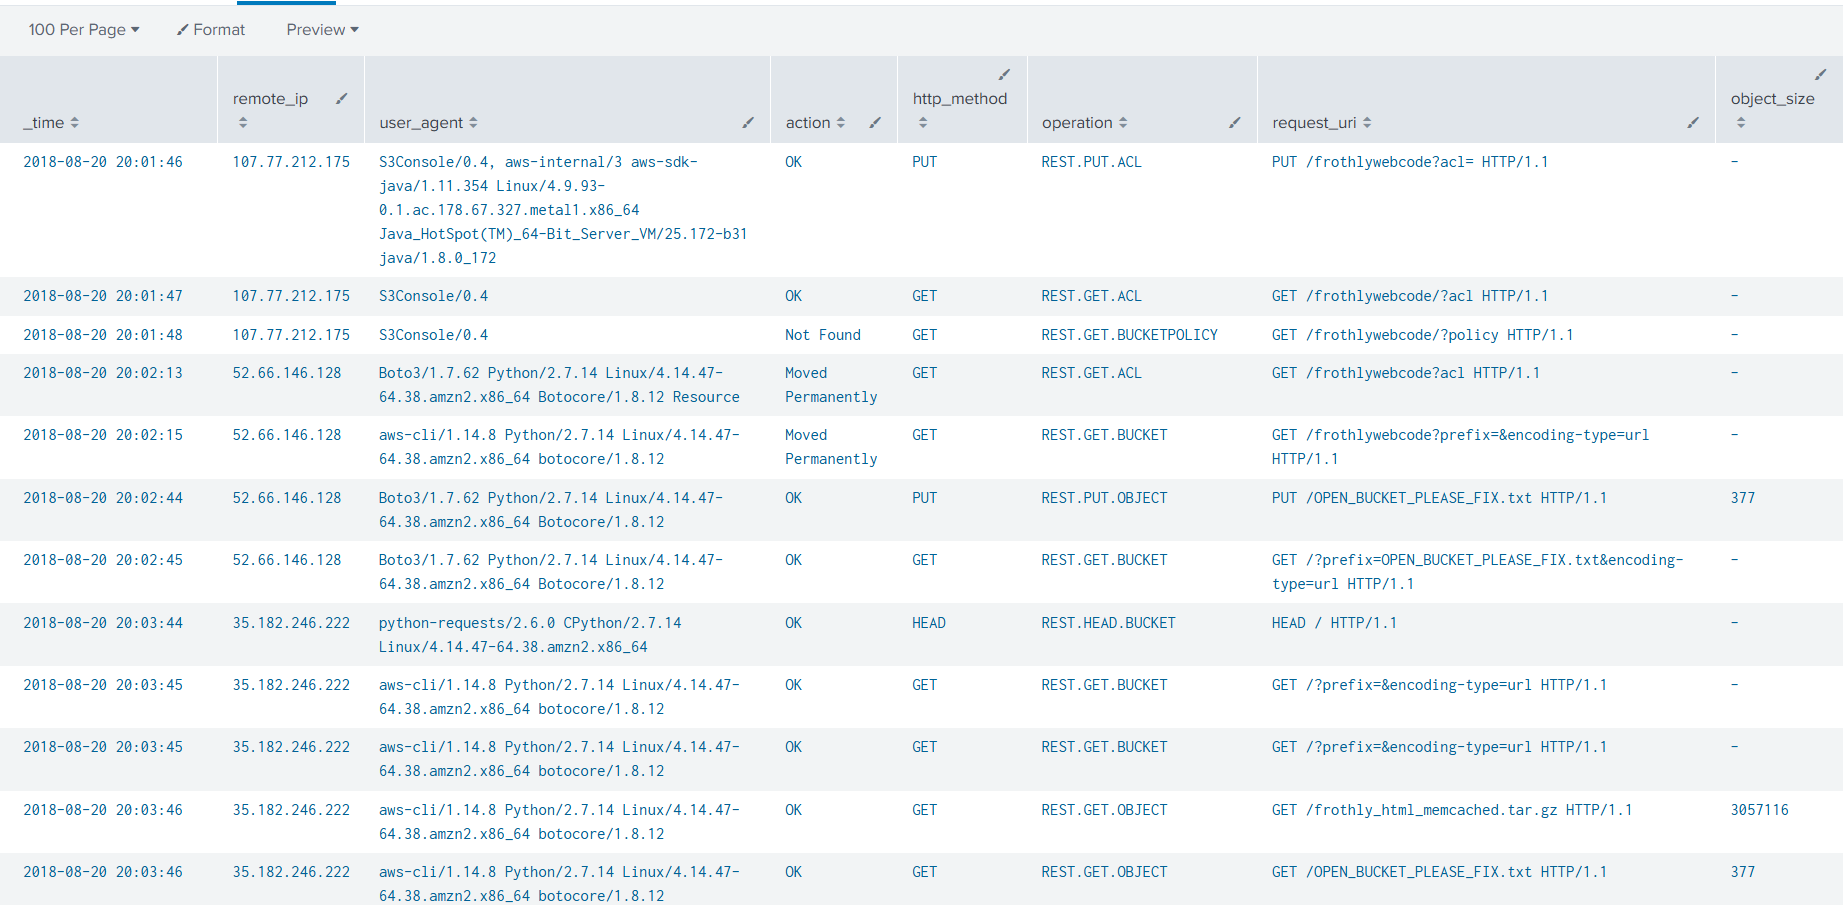 100 Per Page Format Preview
_time remote_ip user_agent action http_method operation request_uri object_size
2018-08-20 20:01:46 107.77.212.175 S3Console/0.4, aws-internal/3 aws-sdk- OK PUT REST.PUT.ACL PUT /frothlywebcode?acl= HTTP/1.1 -
java/1.11.354 Linux/4.9.93-
0.1.ac.178.67.327.metal1.x86_64
Java_HotSpot(TM)_64-Bit_Server_VM/25.172-b31
java/1.8.0_172
2018-08-20 20:01:47 107.77.212.175 S3Console/0.4 OK GET REST.GET.ACL GET /frothlywebcode/?acl HTTP/1.1 -
2018-08-20 20:01:48 107.77.212.175 S3Console/0.4 Not Found GET REST.GET.BUCKETPOLICY GET /frothlywebcode/?policy HTTP/1.1 -
2018-08-20 20:02:13 52.66.146.128 Boto3/1.7.62 Python/2.7.14 Linux/4.14.47- Moved GET REST.GET.ACL GET /frothlywebcode?acl HTTP/1.1 -
64.38.amzn2.x86_64 Botocore/1.8.12 Resource Permanently
2018-08-20 20:02:15 52.66.146.128 aws-cli/1.14.8 Python/2.7.14 Linux/4.14.47- Moved GET REST.GET.BUCKET GET /frothlywebcode?prefix=&encoding-type=url -
64.38.amzn2.x86_64 botocore/1.8.12 Permanently HTTP/1.1
2018-08-20 20:02:44 52.66.146.128 Boto3/1.7.62 Python/2.7.14 Linux/4.14.47- OK PUT REST.PUT.OBJECT PUT /OPEN_BUCKET_PLEASE_FIX.txt HTTP/1.1 377
64.38.amzn2.x86_64 Botocore/1.8.12
2018-08-20 20:02:45 52.66.146.128 Boto3/1.7.62 Python/2.7.14 Linux/4.14.47- OK GET REST.GET.BUCKET GET /?prefix=OPEN_BUCKET_PLEASE_FIX.txt&encoding- -
64.38.amzn2.x86_64 Botocore/1.8.12 type=url HTTP/1.1
2018-08-20 20:03:44 35.182.246.222 python-requests/2.6.0 CPython/2.7.14 OK HEAD REST.HEAD.BUCKET HEAD / HTTP/1.1 -
Linux/4.14.47-64.38.amzn2.x86_64
2018-08-20 20:03:45 35.182.246.222 aws-cli/1.14.8 Python/2.7.14 Linux/4.14.47- OK GET REST.GET.BUCKET GET /?prefix=&encoding-type=url HTTP/1.1 -
64.38.amzn2.x86_64 botocore/1.8.12
2018-08-20 20:03:45 35.182.246.222 aws-cli/1.14.8 Python/2.7.14 Linux/4.14.47- OK GET REST.GET.BUCKET GET /?prefix=&encoding-type=url HTTP/1.1 -
64.38.amzn2.x86_64 botocore/1.8.12
2018-08-20 20:03:46 35.182.246.222 aws-cli/1.14.8 Python/2.7.14 Linux/4.14.47- OK GET REST.GET.OBJECT GET /frothly_html_memcached.tar.gz HTTP/1.1 3057116
64.38.amzn2.x86_64 botocore/1.8.12
2018-08-20 20:03:46 35.182.246.222 aws-cli/1.14.8 Python/2.7.14 Linux/4.14.47- OK GET REST.GET.OBJECT GET /OPEN_BUCKET_PLEASE_FIX.txt HTTP/1.1 377
64.38.amzn2.x86_64 botocore/1.8.12